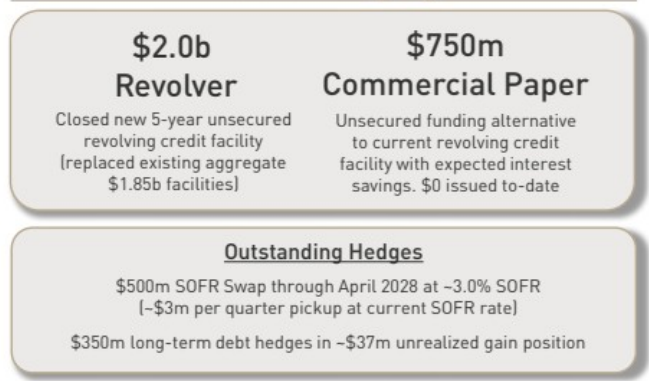 $2.0b
Revolver
Closed new 5-year unsecured
revolving credit facility
(replaced existing aggregate
$1.85b facilities)
$750m
Commercial Paper
Unsecured funding alternative
to current revolving credit
facility with expected interest
savings. $0 issued to-date
Outstanding Hedges
$500m SOFR Swap through April 2028 at ~3.0% SOFR
(~$3m per quarter pickup at current SOFR rate)
$350m long-term debt hedges in ~$37m unrealized gain position